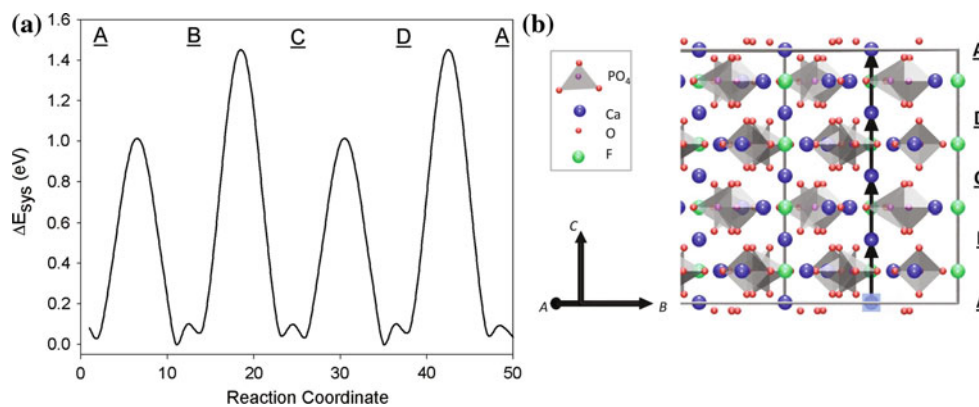 (a)
A B C D A
1.6
1.4
1.2
1.0
0.8
0.6
0.4
0.2
0.0
ΔEsys (eV)
0 10 20 30 40 50
Reaction Coordinate
(b)
PO4
Ca
O
F
C
A
B
A
D